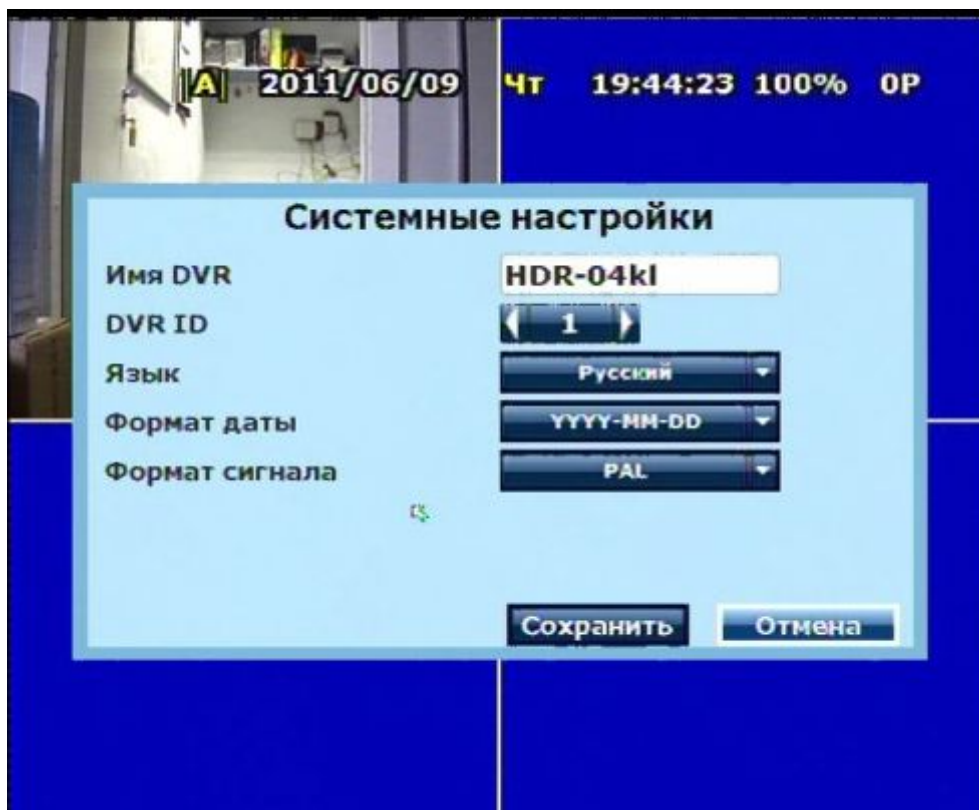 |A| 2011/06/09 Чт 19:44:23 100% 0P
Системные настройки
Имя DVR HDR-04kl
DVR ID 1
Язык Русский
Формат даты YYYY-MM-DD
Формат сигнала PAL
Сохранить Отмена